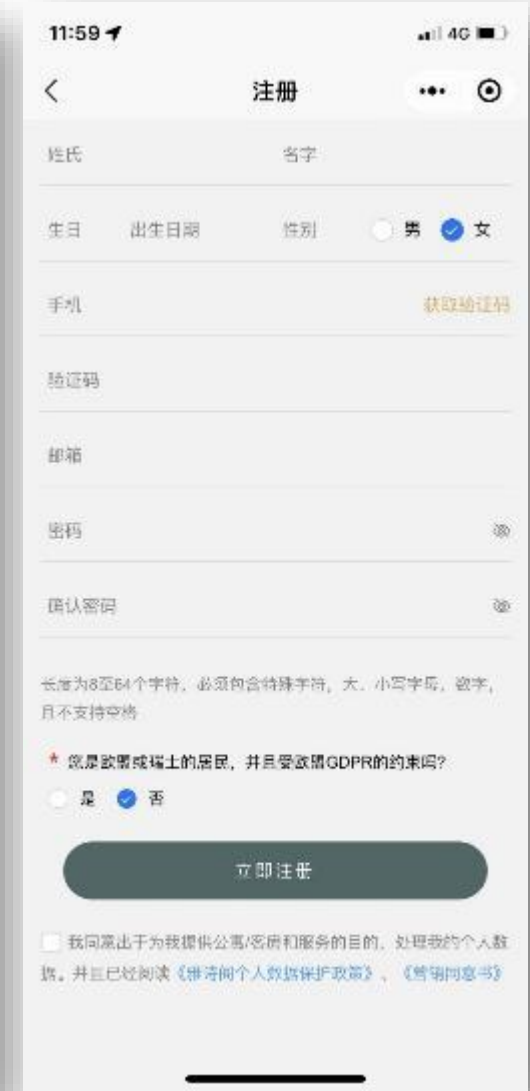 11:59
4G
注册
姓氏 名字
生日 出生日期 性别 男 女
手机 获取验证码
验证码
邮箱
密码
确认密码
长度为8至64个字符，必须包含特殊字符，大、小写字母，数字，
且不支持空格
* 您是欧盟或瑞士的居民，并且受欧盟GDPR的约束吗?
是 否
立即注册
我同意出于为我提供公寓/客房和服务的目的，处理我的个人数
据。并且已经阅读《雅诗阁个人数据保护政策》、《营销同意书》